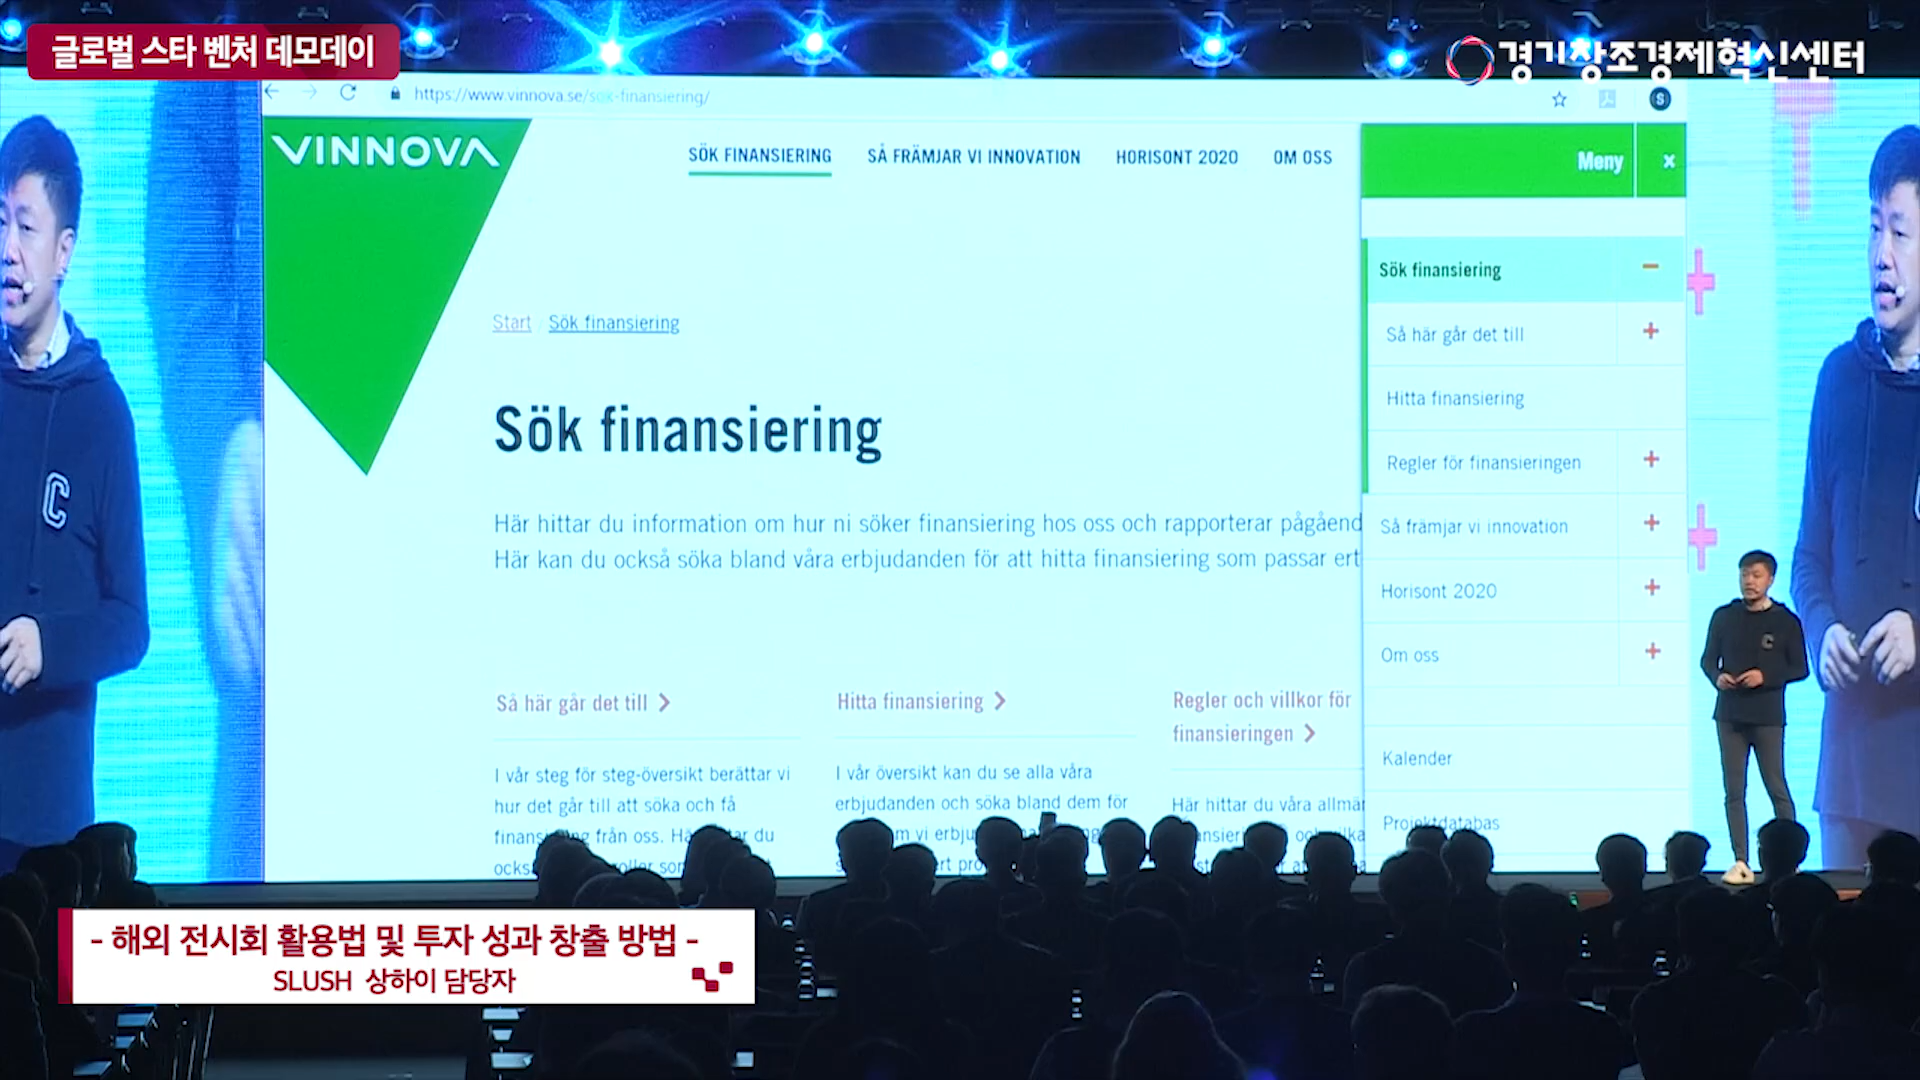 글로벌 스타 벤처 데모데이
경기창조경제혁신센터
https://www.vinnova.se/sok-finansiering/
S
VINNOVA
SÖK FINANSIERING
SÅ FRÄMJAR VI INNOVATION
HORISONT 2020
OM OSS
Meny ×
Start / Sök finansiering
Sök finansiering
Här hittar du information om hur ni söker finansiering hos oss och rapporterar pågåend
Här kan du också söka bland våra erbjudanden för att hitta finansiering som passar ert
Så här går det till
I vår steg för steg-översikt berättar vi
hur det går till att söka och få
från oss. du
också
Hitta finansiering
I vår översikt kan du se alla våra
erbjudanden och söka bland dem för
vi
Regler och villkor för
finansieringen
Här hittar du våra allmän
Sök finansiering
Så här går det till
Hitta finansiering
Regler för finansieringen
Så främjar vi innovation
Horisont 2020
Om oss
Kalender
Projektdatabas
C
C
- 해외 전시회 활용법 및 투자 성과 창출 방법 -
SLUSH 상하이 담당자